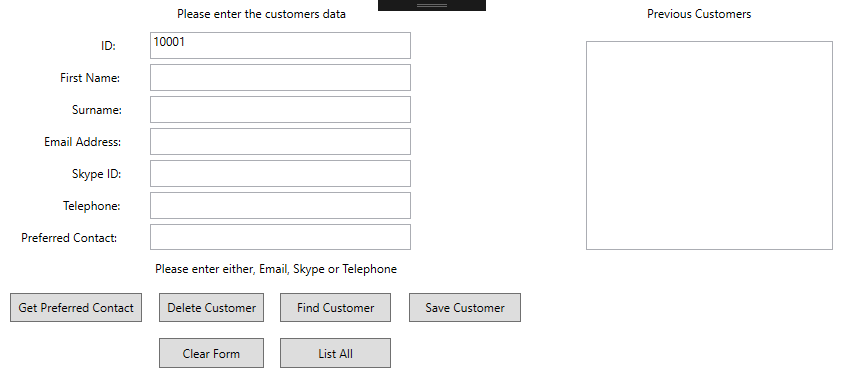 Please enter the customers data
Previous Customers
ID:
10001
First Name:
Surname:
Email Address:
Skype ID:
Telephone:
Preferred Contact:
Please enter either, Email, Skype or Telephone
Get Preferred Contact
Delete Customer
Find Customer
Save Customer
Clear Form
List All